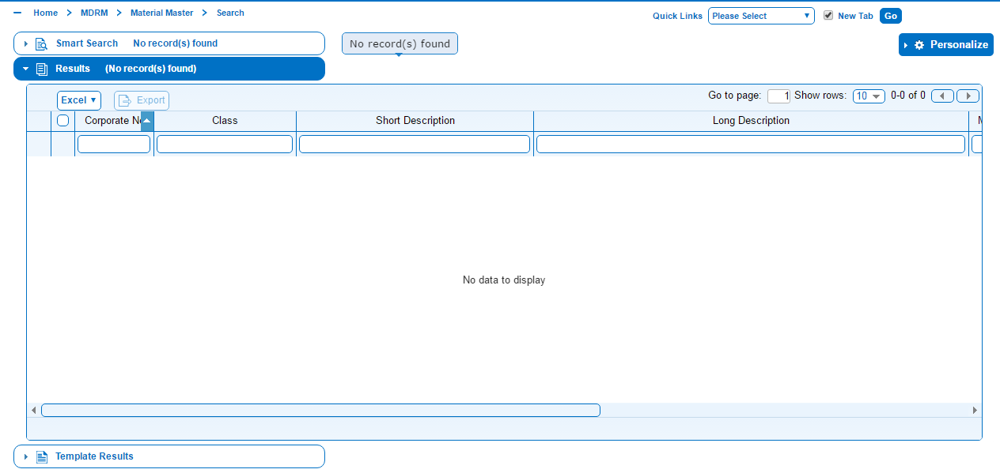 Home > MDRM > Material Master > Search
Quick Links Please Select New Tab Go
Smart Search No record(s) found
No record(s) found
Personalize
Results (No record(s) found)
Excel Export
Go to page: 1 Show rows: 10 0-0 of 0
Corporate No Class Short Description Long Description
No data to display
Template Results